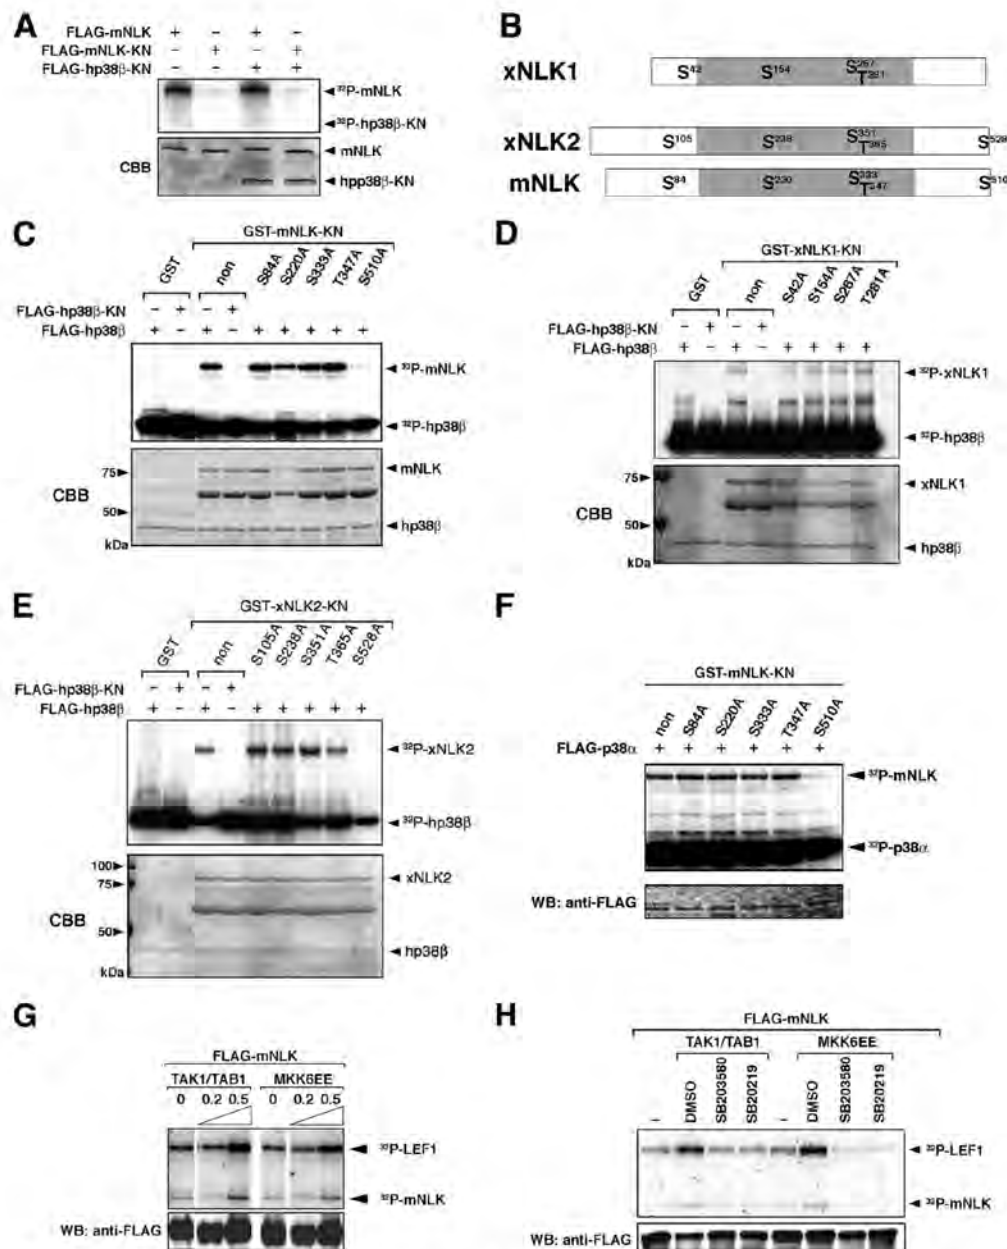 A
FLAG-mNLK + - + -
FLAG-mNLK-KN - + - +
FLAG-hp38β-KN - - + +
³²P-mNLK
³²P-hp38β-KN
CBB
mNLK
hpp38β-KN
B
xNLK1
S⁴² S¹⁵⁴ S²⁶⁷ T²⁸¹
xNLK2
S¹⁰⁵ S²³⁸ S³⁵¹ T³⁶⁵ S⁵²⁸
mNLK
S⁸⁴ S²²⁰ S³³³ T³⁴⁷ S⁵¹⁰
C
GST-mNLK-KN
GST non S84A S220A S333A T347A S510A
FLAG-hp38β-KN - + - +
FLAG-hp38β + - + - + + + + +
³²P-mNLK
³²P-hp38β
CBB
75
50
kDa
mNLK
hp38β
D
GST-xNLK1-KN
GST non S42A S154A S267A T281A
FLAG-hp38β-KN - + - +
FLAG-hp38β + - + - + + + +
³²P-xNLK1
³²P-hp38β
CBB
75
50
kDa
xNLK1
hp38β
E
GST-xNLK2-KN
GST non S105A S238A S351A T365A S528A
FLAG-hp38β-KN - + - +
FLAG-hp38β + - + - + + + + +
³²P-xNLK2
³²P-hp38β
CBB
100
75
50
kDa
xNLK2
hp38β
F
GST-mNLK-KN
non S84A S220A S333A T347A S510A
FLAG-p38α + + + + + +
³²P-mNLK
³²P-p38α
WB: anti-FLAG
G
FLAG-mNLK
TAK1/TAB1 MKK6EE
0 0.2 0.5 0 0.2 0.5
³²P-LEF1
³²P-mNLK
WB: anti-FLAG
H
FLAG-mNLK
TAK1/TAB1 MKK6EE
- DMSO SB203580 SB20219 - DMSO SB203580 SB20219
³²P-LEF1
³²P-mNLK
WB: anti-FLAG